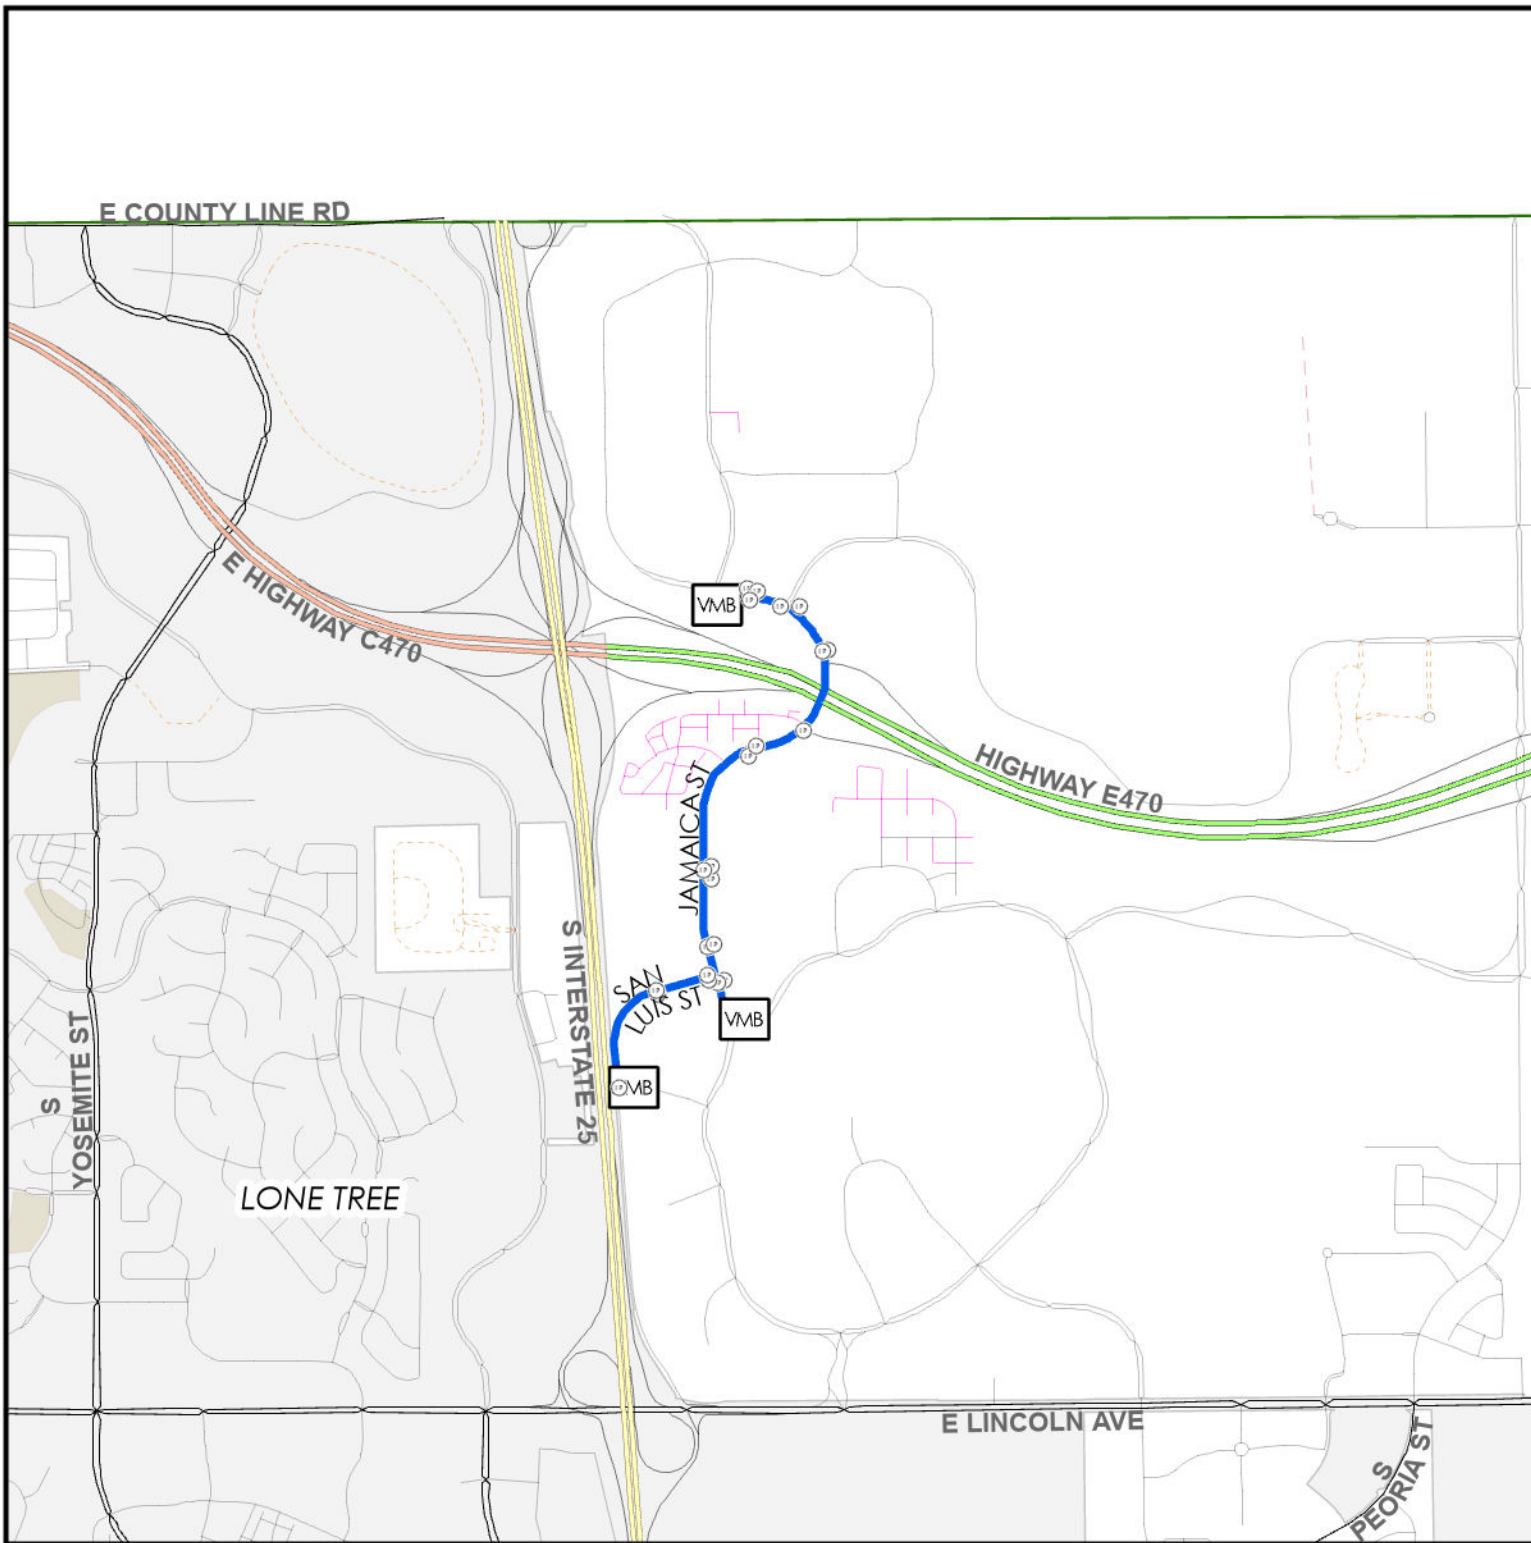 E COUNTY LINE RD
E HIGHWAY C470
VMB
HIGHWAY E470
JAMAICA ST
S INTERSTATE 25
SAN
LUIS ST
VMB
MB
S
YOSEMITE ST
LONE TREE
E LINCOLN AVE
S
PEORIA ST